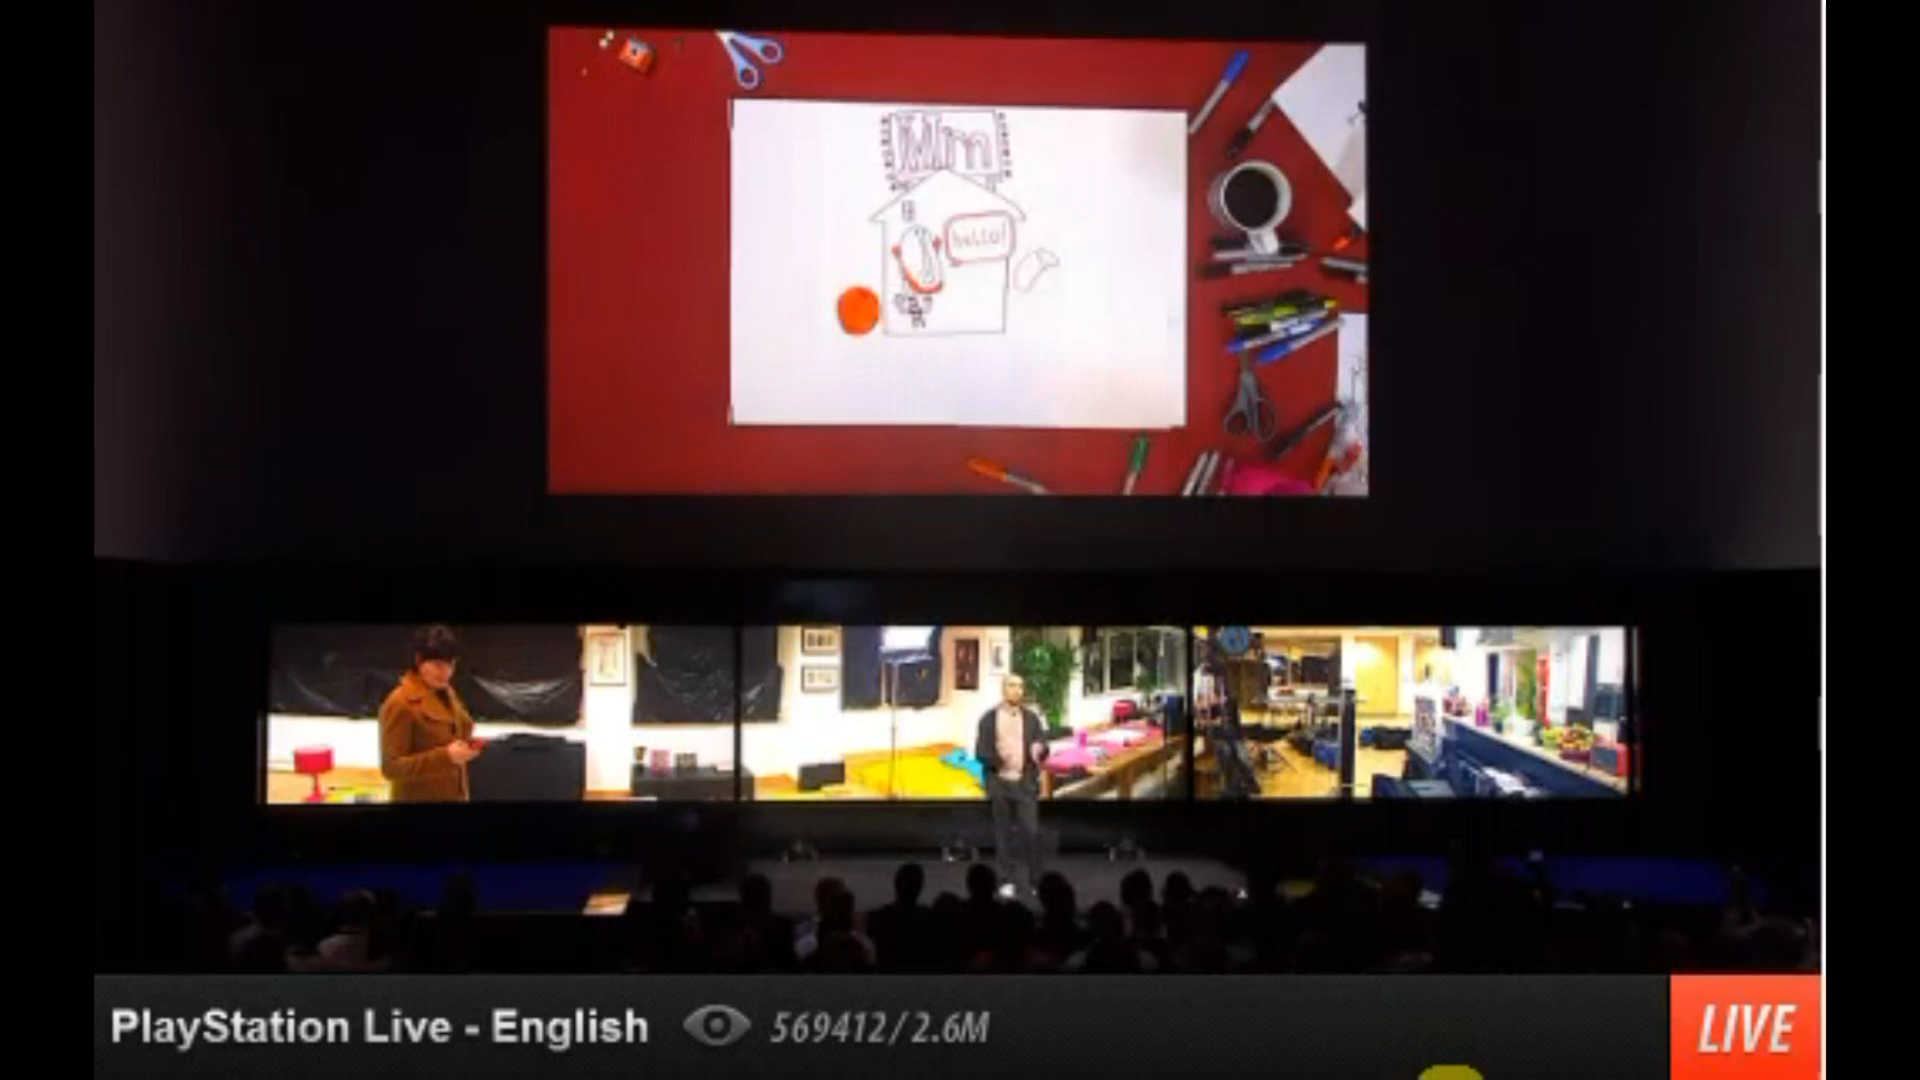 Mm
hello!
PlayStation Live - English
569412/2.6M
LIVE